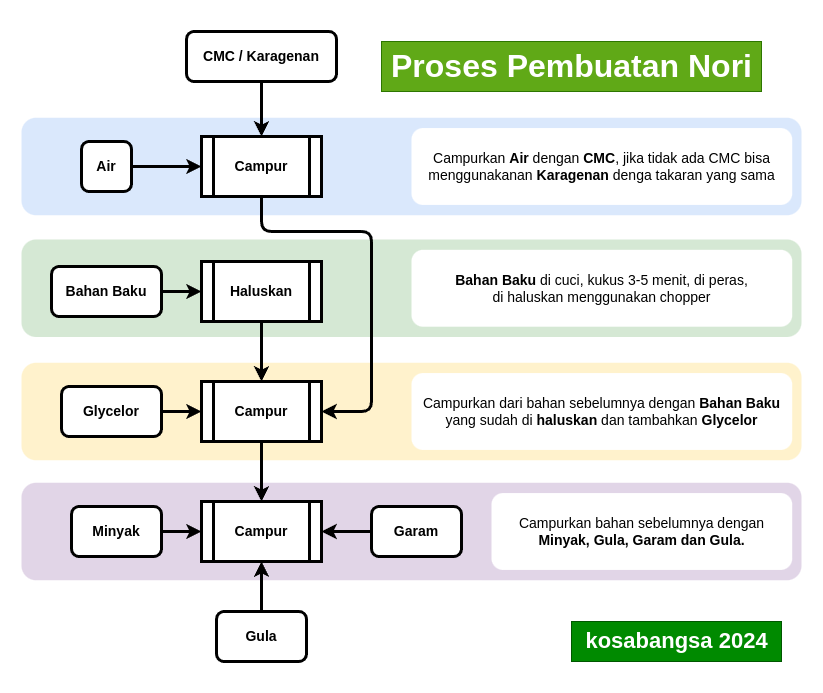 CMC / Karagenan
Proses Pembuatan Nori
Air
Campur
Campurkan Air dengan CMC, jika tidak ada CMC bisa
menggunakanan Karagenan denga takaran yang sama
Bahan Baku
Haluskan
Bahan Baku di cuci, kukus 3-5 menit, di peras,
di haluskan menggunakan chopper
Glycelor
Campur
Campurkan dari bahan sebelumnya dengan Bahan Baku
yang sudah di haluskan dan tambahkan Glycelor
Minyak
Campur
Garam
Campurkan bahan sebelumnya dengan
Minyak, Gula, Garam dan Gula.
Gula
kosabangsa 2024